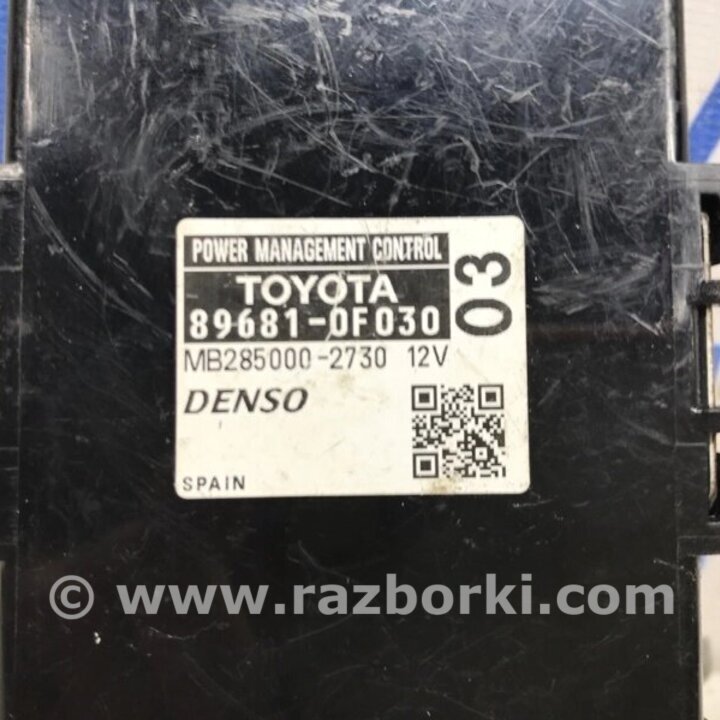 POWER MANAGEMENT CONTROL
TOYOTA
89681-0F030
03
MB285000-2730 12V
DENSO
SPAIN
© www.razborki.com